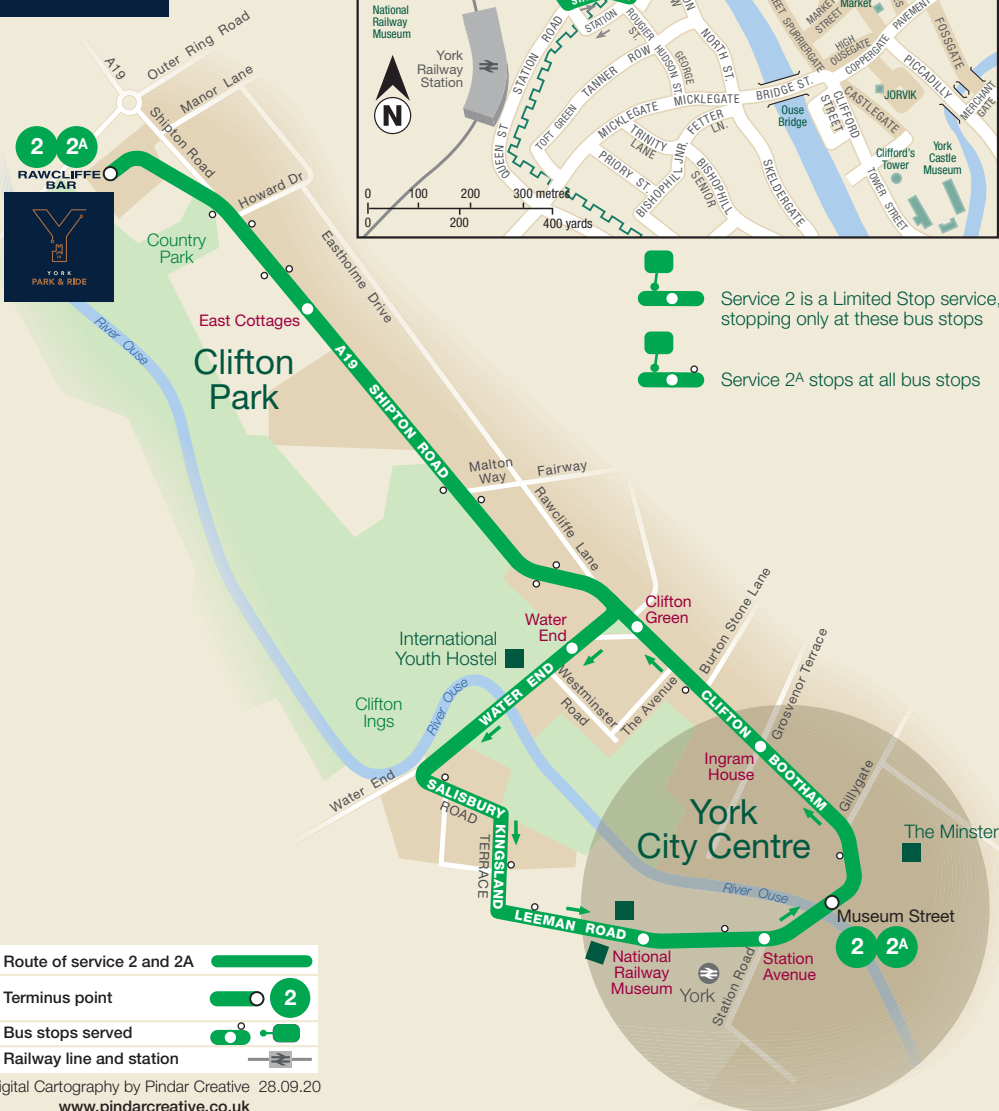 National
Railway
Museum
York
Railway
Station
N
STATION ROAD
STATION
ROUGIER
ST.
TANNER ROW
HUDSON ST.
GEORGE
NORTH ST.
TOFT GREEN
MICKLEGATE
MICKLEGATE
BRIDGE ST.
QUEEN ST
TRINITY
LANE
FETTER
LN.
PRIORY ST.
BISHOPHILL JNR.
BISHOPHILL
SENIOR
SKELDERGATE
Ouse
Bridge
SPURRIERGATE
MARKET
STREET
Market
HIGH
OUSEGATE
COPPERGATE
PAVEMENT
FOSSGATE
PICCADILLY
MERCHANT
GATE
JORVIK
CASTLEGATE
CLIFFORD
STREET
Clifford's
Tower
York
Castle
Museum
TOWER STREET
0 100 200 300 metres
0 200 400 yards
A19
Outer Ring Road
Manor Lane
Shipton Road
2 2A
RAWCLIFFE
BAR
Y
YORK
PARK & RIDE
Howard Dr
Country
Park
Eastholme Drive
River Ouse
East Cottages
Clifton
Park
A19 SHIPTON ROAD
Service 2 is a Limited Stop service,
stopping only at these bus stops
Service 2A stops at all bus stops
Malton
Way
Fairway
Rawcliffe Lane
Water
End
Clifton
Green
Burton Stone Lane
International
Youth Hostel
Westminster
Road
The Avenue
Grosvenor Terrace
WATER END
Clifton
Ings
River Ouse
CLIFTON
Ingram
House
BOOTHAM
Gillygate
Water End
SALISBURY
ROAD
KINGSLAND
TERRACE
York
City Centre
The Minster
River Ouse
LEEMAN ROAD
Museum Street
2 2A
National
Railway
Museum
York
Station Road
Station
Avenue
Route of service 2 and 2A
Terminus point
2
Bus stops served
Railway line and station
igital Cartography by Pindar Creative 28.09.20
www.pindarcreative.co.uk